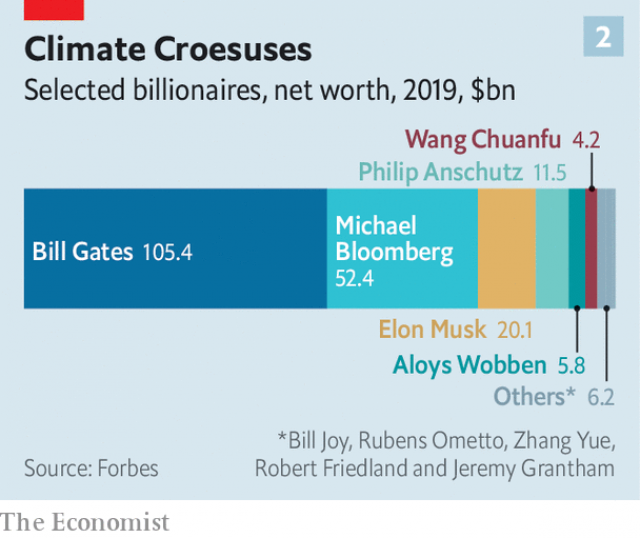 2
Climate Croesuses
Selected billionaires, net worth, 2019, $bn
Wang Chuanfu 4.2
Philip Anschutz 11.5
Bill Gates 105.4
Michael
Bloomberg
52.4
Elon Musk 20.1
Aloys Wobben 5.8
Others* 6.2
*Bill Joy, Rubens Ometto, Zhang Yue,
Robert Friedland and Jeremy Grantham
Source: Forbes
The Economist